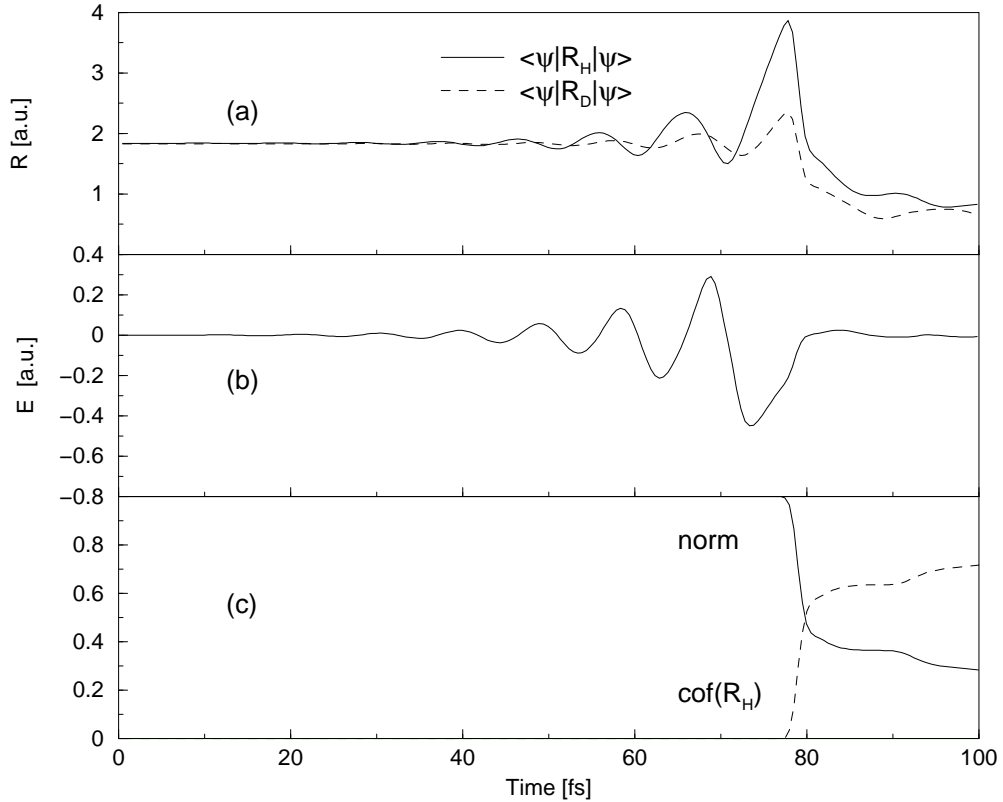 4
3
2
1
R [a.u.]
(a)
<ψ|R_H|ψ>
<ψ|R_D|ψ>
0.4
0.2
0
−0.2
−0.4
−0.6
−0.8
E [a.u.]
(b)
0.8
0.6
0.4
0.2
0
(c)
norm
cof(R_H)
0 20 40 60 80 100
Time [fs]